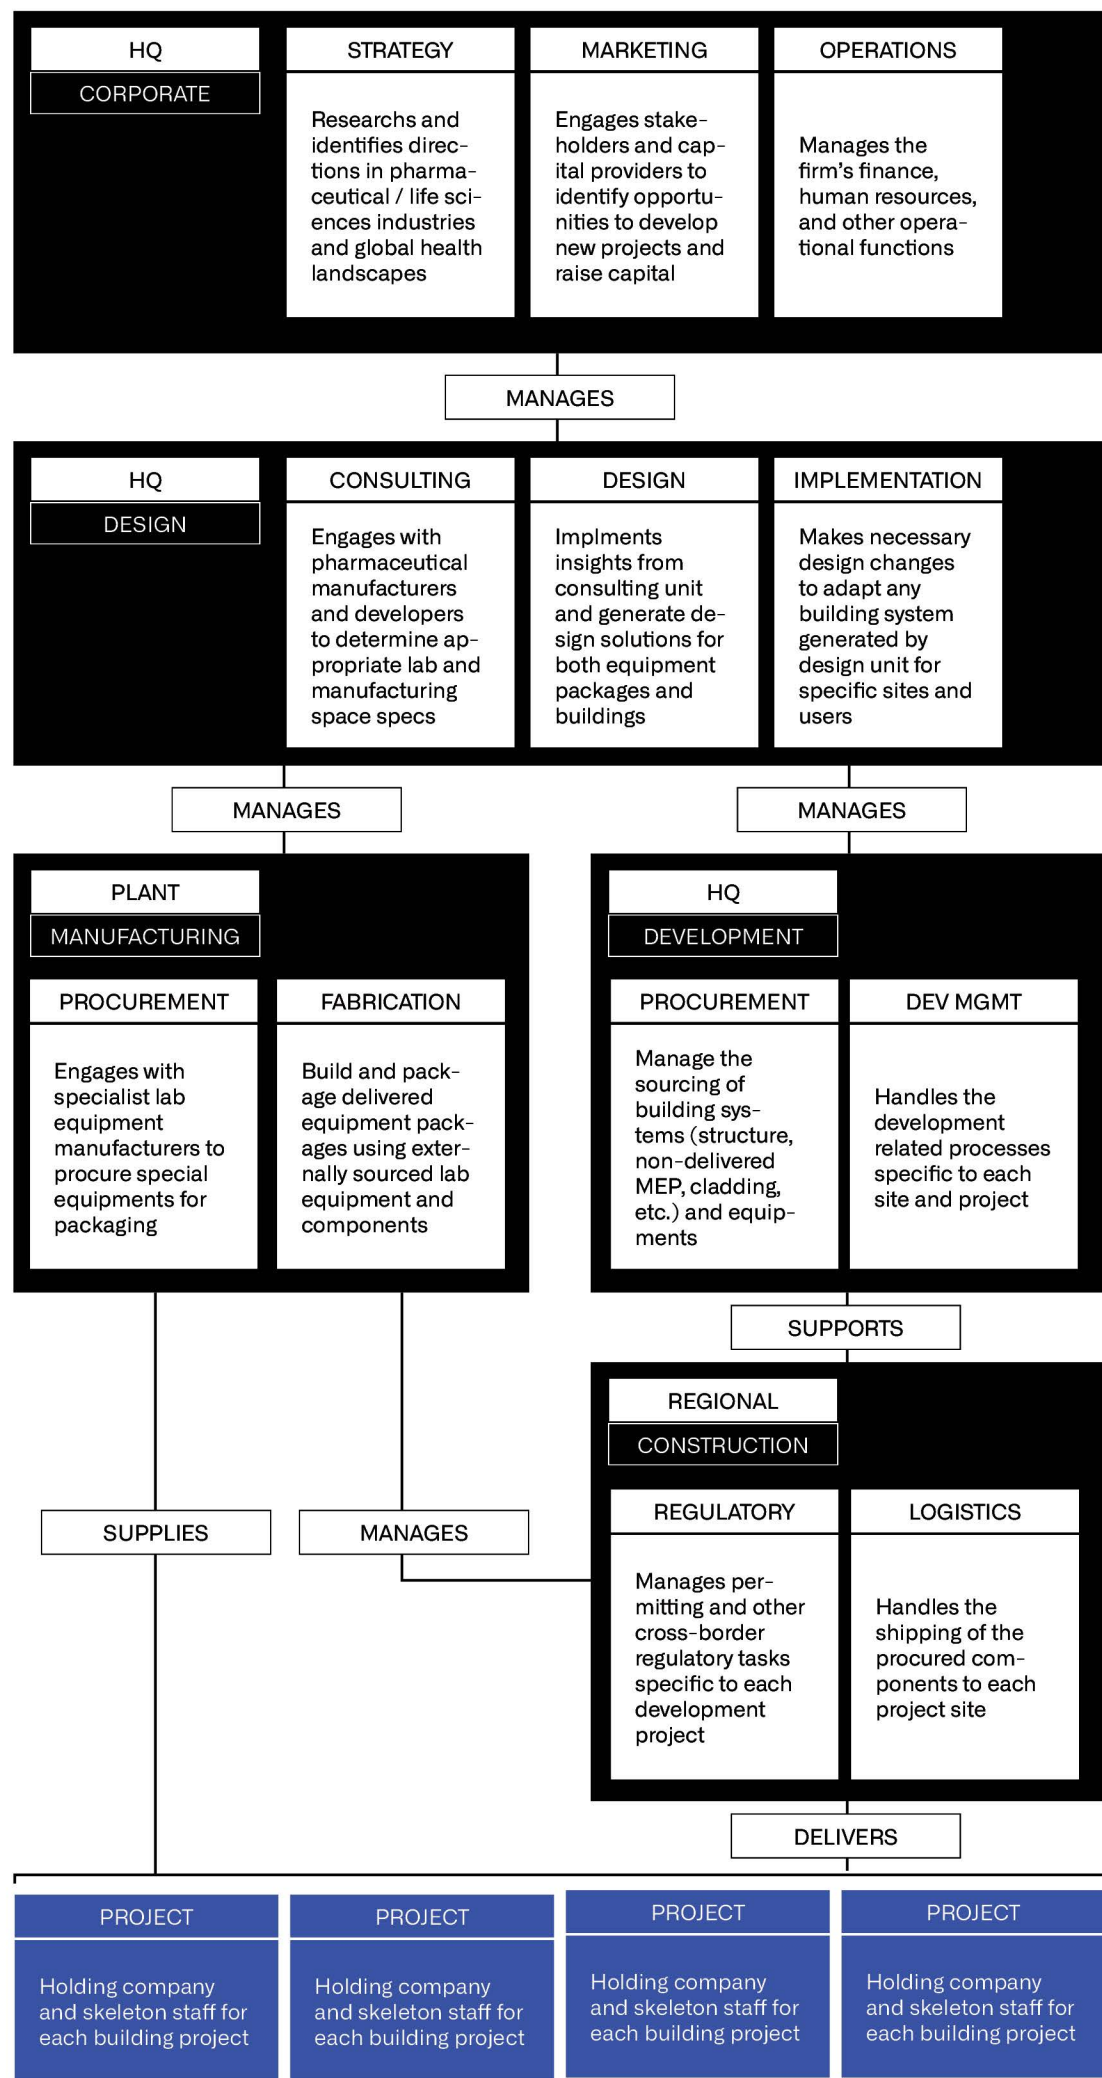 HQ
CORPORATE
STRATEGY
Researchs and
identifies direc-
tions in pharma-
ceutical / life sci-
ences industries
and global health
landscapes
MARKETING
Engages stake-
holders and cap-
ital providers to
identify opportu-
nities to develop
new projects and
raise capital
OPERATIONS
Manages the
firm's finance,
human resources,
and other opera-
tional functions
MANAGES
HQ
DESIGN
CONSULTING
Engages with
pharmaceutical
manufacturers
and developers
to determine ap-
propriate lab and
manufacturing
space specs
DESIGN
Implments
insights from
consulting unit
and generate de-
sign solutions for
both equipment
packages and
buildings
IMPLEMENTATION
Makes necessary
design changes
to adapt any
building system
generated by
design unit for
specific sites and
users
MANAGES
MANAGES
PLANT
MANUFACTURING
PROCUREMENT
Engages with
specialist lab
equipment
manufacturers to
procure special
equipments for
packaging
FABRICATION
Build and pack-
age delivered
equipment pack-
ages using exter-
nally sourced lab
equipment and
components
HQ
DEVELOPMENT
PROCUREMENT
Manage the
sourcing of
building sys-
tems (structure,
non-delivered
MEP, cladding,
etc.) and equip-
ments
DEV MGMT
Handles the
development
related processes
specific to each
site and project
SUPPORTS
REGIONAL
CONSTRUCTION
REGULATORY
Manages per-
mitting and other
cross-border
regulatory tasks
specific to each
development
project
LOGISTICS
Handles the
shipping of the
procured com-
ponents to each
project site
SUPPLIES
MANAGES
DELIVERS
PROJECT
Holding company
and skeleton staff for
each building project
PROJECT
Holding company
and skeleton staff for
each building project
PROJECT
Holding company
and skeleton staff for
each building project
PROJECT
Holding company
and skeleton staff for
each building project